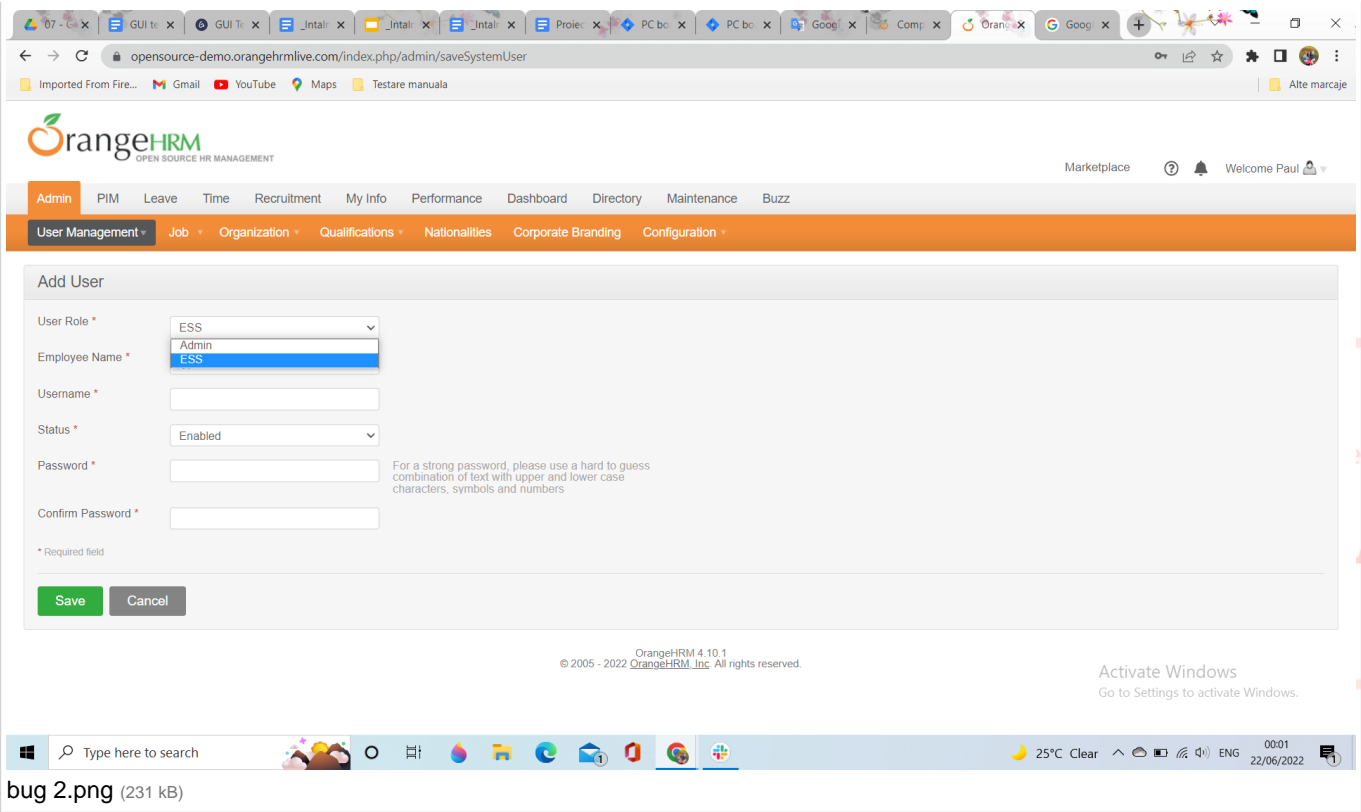 07 - Ge GUI te GUI Te _Intalr _Intalr _Intalr Proiec PC bo PC bo Goog Comp Orang Goog
opensource-demo.orangehrmlive.com/index.php/admin/saveSystemUser
Imported From Fire... Gmail YouTube Maps Testare manuala Alte marcaje
OrangeHRM
OPEN SOURCE HR MANAGEMENT
Marketplace Welcome Paul
Admin PIM Leave Time Recruitment My Info Performance Dashboard Directory Maintenance Buzz
User Management Job Organization Qualifications Nationalities Corporate Branding Configuration
Add User
User Role * ESS
Admin
Employee Name * ESS
Username *
Status * Enabled
Password * For a strong password, please use a hard to guess
combination of text with upper and lower case
characters, symbols and numbers
Confirm Password *
* Required field
Save Cancel
OrangeHRM 4.10.1
© 2005 - 2022 OrangeHRM, Inc. All rights reserved.
Activate Windows
Go to Settings to activate Windows.
Type here to search 1 25°C Clear ENG 00:01 1
22/06/2022
bug 2.png (231 kB)